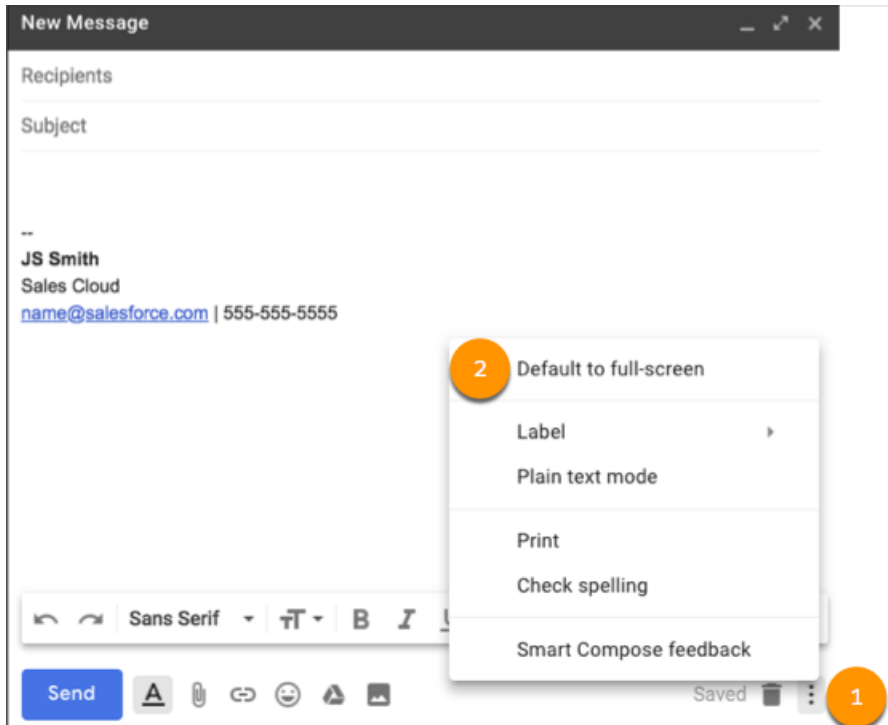 New Message
Recipients
Subject
--
JS Smith
Sales Cloud
name@salesforce.com | 555-555-5555
2 Default to full-screen
Label
Plain text mode
Print
Check spelling
Sans Serif B I U
Smart Compose feedback
Send A Saved 1